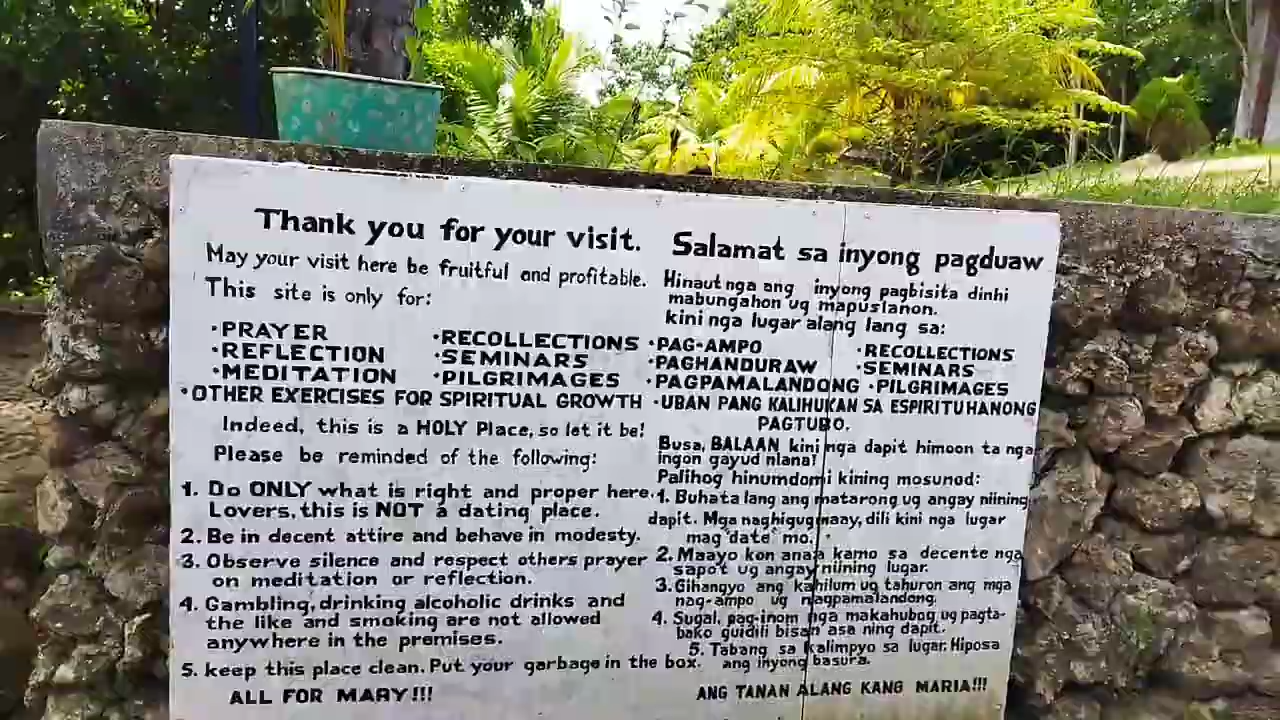 Thank you for your visit.
May your visit here be fruitful and profitable.
This site is only for:
•PRAYER •RECOLLECTIONS
•REFLECTION •SEMINARS
•MEDITATION •PILGRIMAGES
•OTHER EXERCISES FOR SPIRITUAL GROWTH
Indeed, this is a HOLY Place, so let it be!
Please be reminded of the following:
1. Do ONLY what is right and proper here.
Lovers, this is NOT a dating place.
2. Be in decent attire and behave in modesty.
3. Observe silence and respect others prayer
on meditation or reflection.
4. Gambling, drinking alcoholic drinks and
the like and smoking are not allowed
anywhere in the premises.
5. keep this place clean. Put your garbage in the box.
ALL FOR MARY!!!
Salamat sa inyong pagduaw
Hinaut nga ang inyong pagbisita dinhi
mabungahon ug mapuslanon.
kini nga lugar alang lang sa:
•PAG-AMPO •RECOLLECTIONS
•PAGHANDURAW •SEMINARS
•PAGPAMALANDONG •PILGRIMAGES
•UBAN PANG KALIHUKAN SA ESPIRITUHANONG
PAGTUBO.
Busa, BALAAN kini nga dapit himoon ta nga
ingon gayud niana!
Palihog hinumdomi kining mosunod:
1. Buhata lang ang matarong ug angay niining
dapit. Mga naghigugmaay, dili kini nga lugar
mag 'date' mo.
2. Maayo kon anaa kamo sa decente nga
sapot ug angay niining lugar.
3. Gihangyo ang kahilum ug tahuron ang mga
nag-ampo ug nagpamalandong.
4. Sugal, pag-inom nga makahubog ug pagta-
bako guidili bisan asa ning dapit.
5. Tabang sa kalimpyo sa lugar. Hiposa
ang inyong basura.
ANG TANAN ALANG KANG MARIA!!!